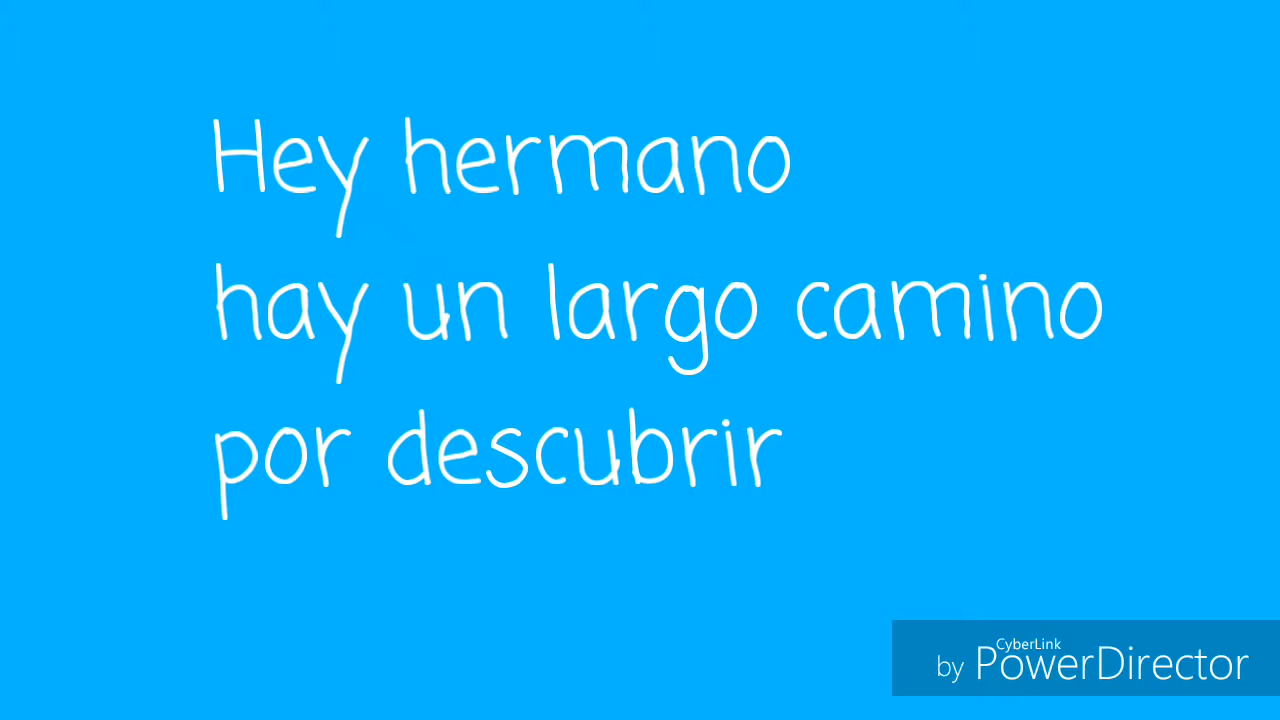 Hey hermano
hay un largo camino
por descubrir
CyberLink
by PowerDirector